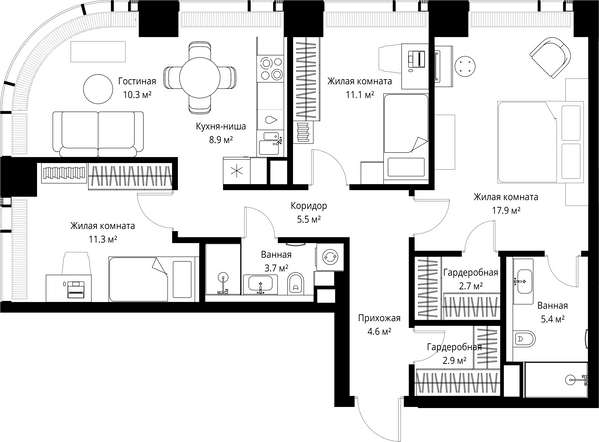 Гостиная
10.3 м²
Кухня-ниша
8.9 м²
Жилая комната
11.1 м²
Жилая комната
17.9 м²
Коридор
5.5 м²
Жилая комната
11.3 м²
Ванная
3.7 м²
Гардеробная
2.7 м²
Ванная
5.4 м²
Прихожая
4.6 м²
Гардеробная
2.9 м²